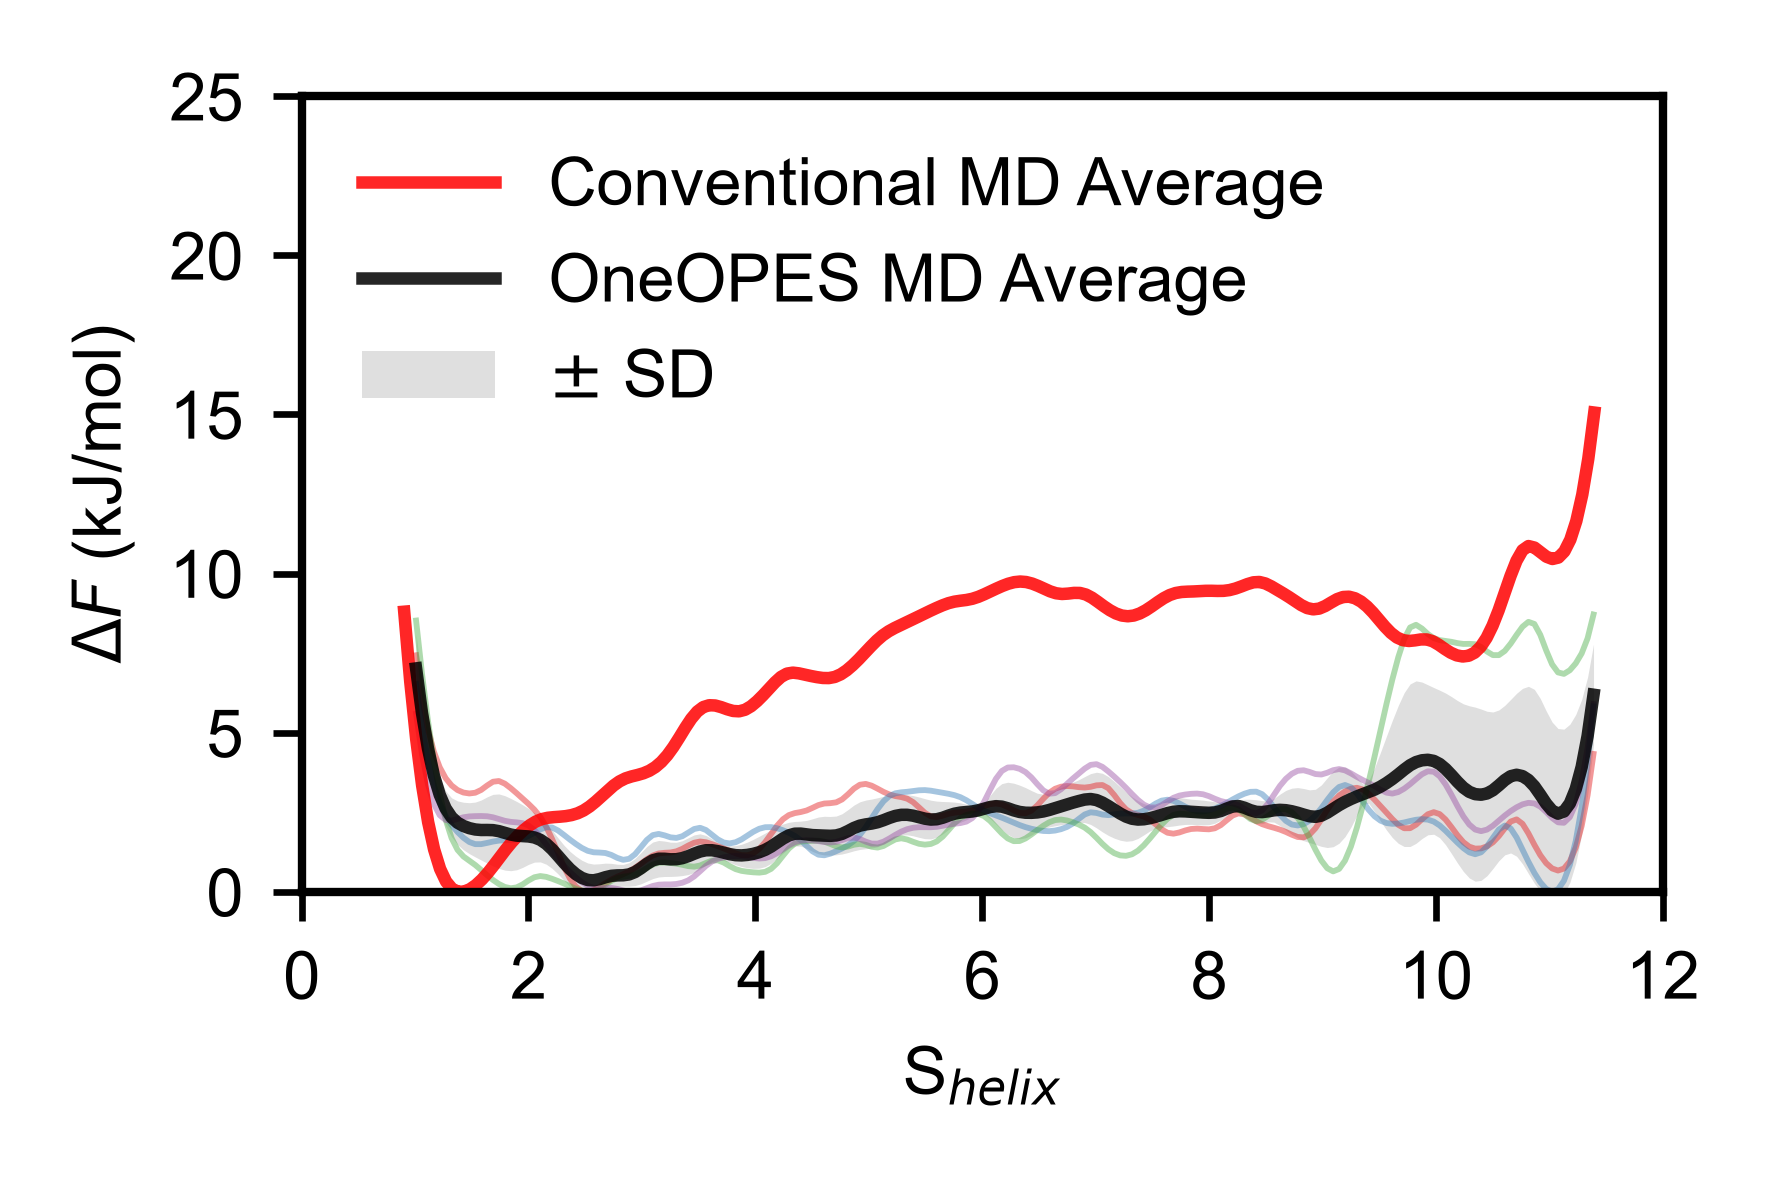 25
20
15
10
5
0
ΔF (kJ/mol)
Conventional MD Average
OneOPES MD Average
± SD
0 2 4 6 8 10 12
S_helix